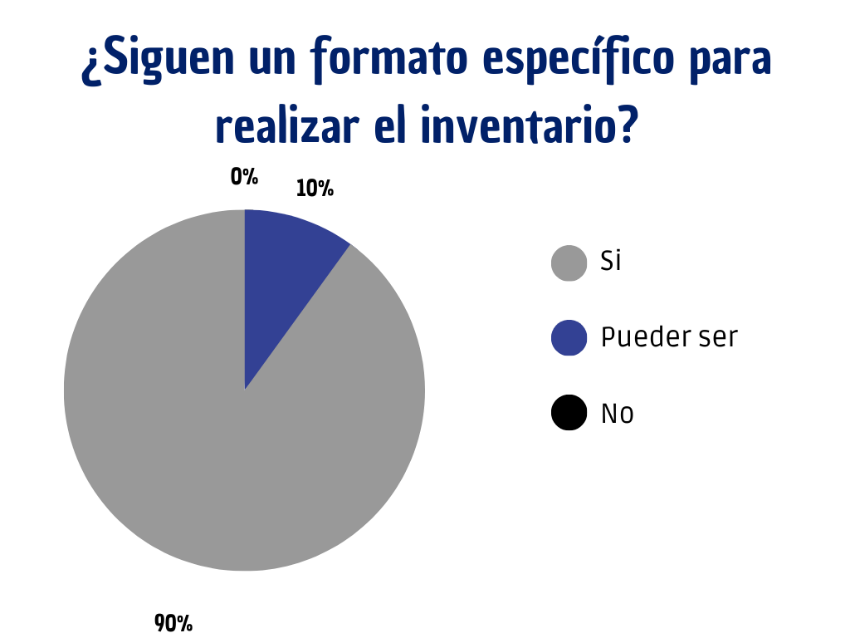 ¿Siguen un formato específico para
realizar el inventario?
0%
10%
Si
Pueder ser
No
90%